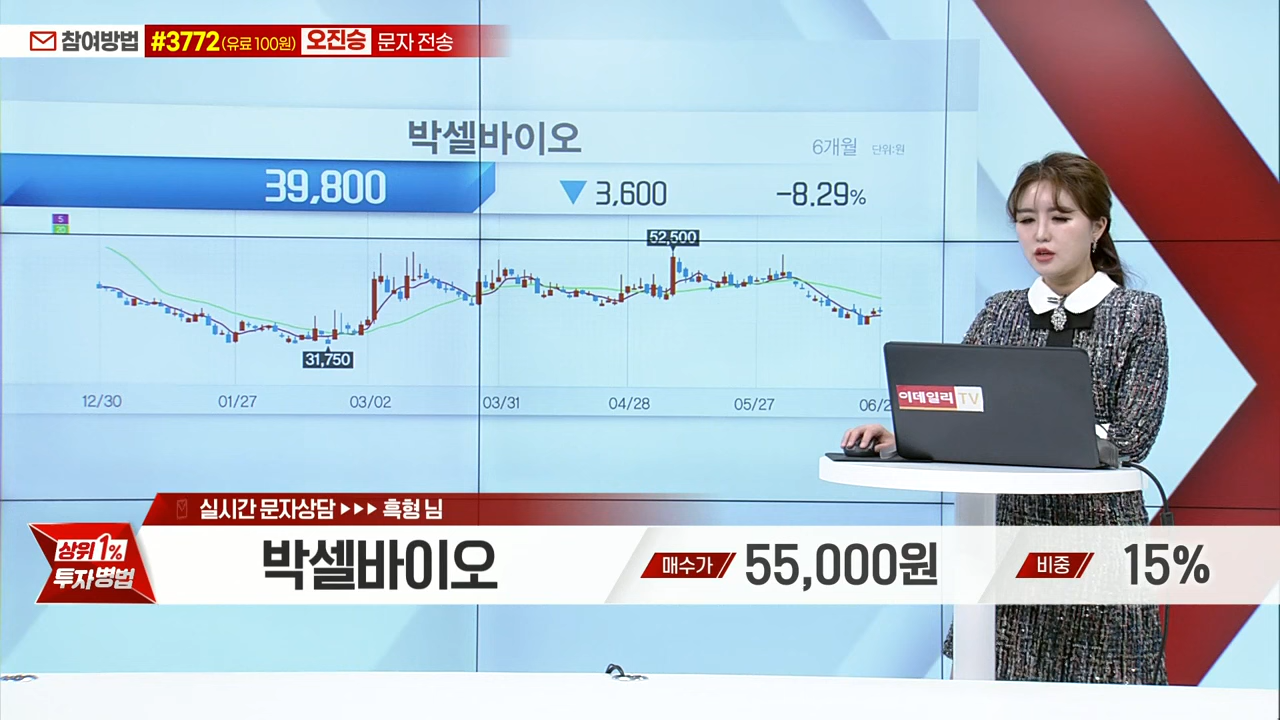 참여방법 #3772(유료 100원) 오진승 문자 전송
박셀바이오
6개월 단위:원
39,800 ▼3,600 -8.29%
5
20
52,500
31,750
12/30 01/27 03/02 03/31 04/28 05/27 06/2
이데일리TV
실시간 문자상담 ▶▶▶ 흑형 님
상위 1%
투자병법
박셀바이오 매수가 55,000원 비중 15%